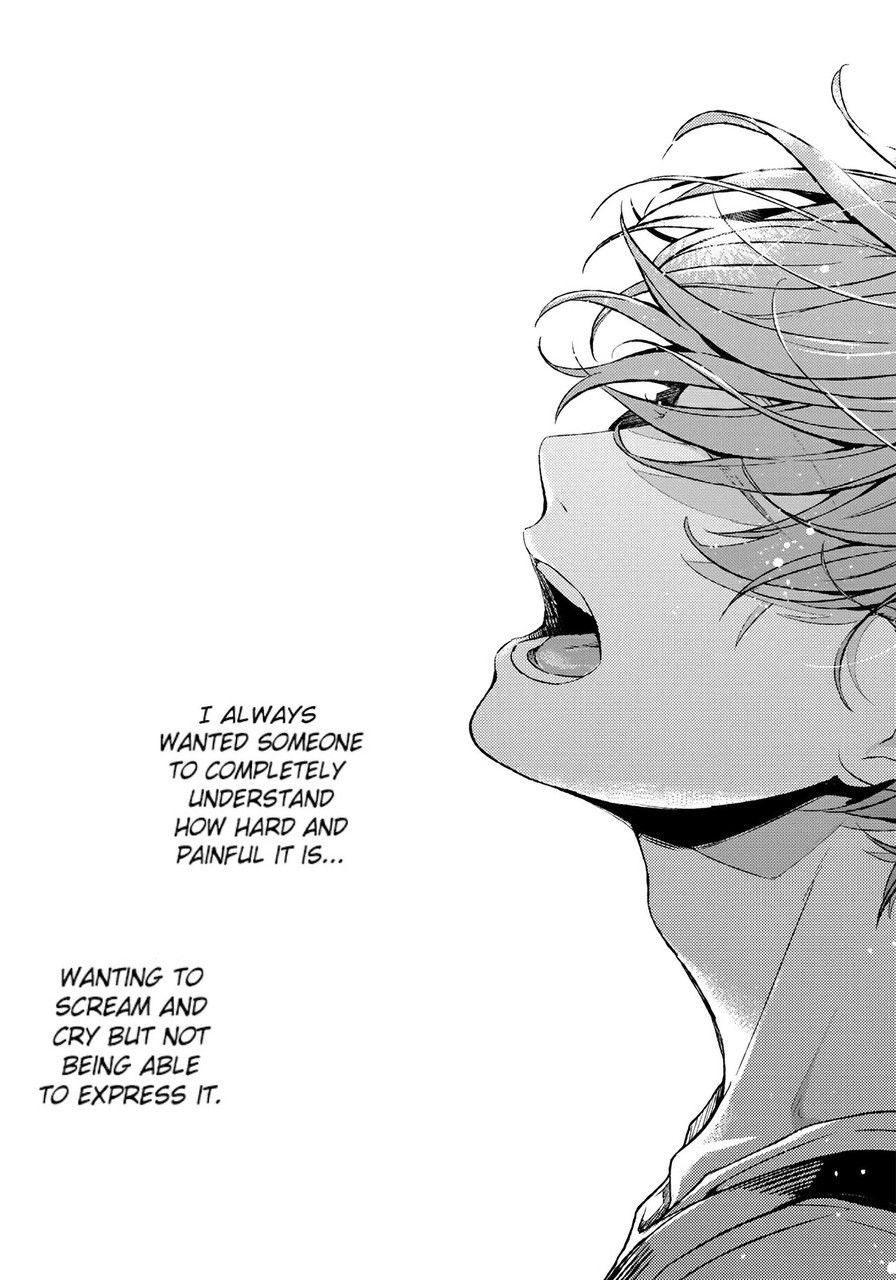 I ALWAYS
WANTED SOMEONE
TO COMPLETELY
UNDERSTAND
HOW HARD AND
PAINFUL IT IS...
WANTING TO
SCREAM AND
CRY BUT NOT
BEING ABLE
TO EXPRESS IT.